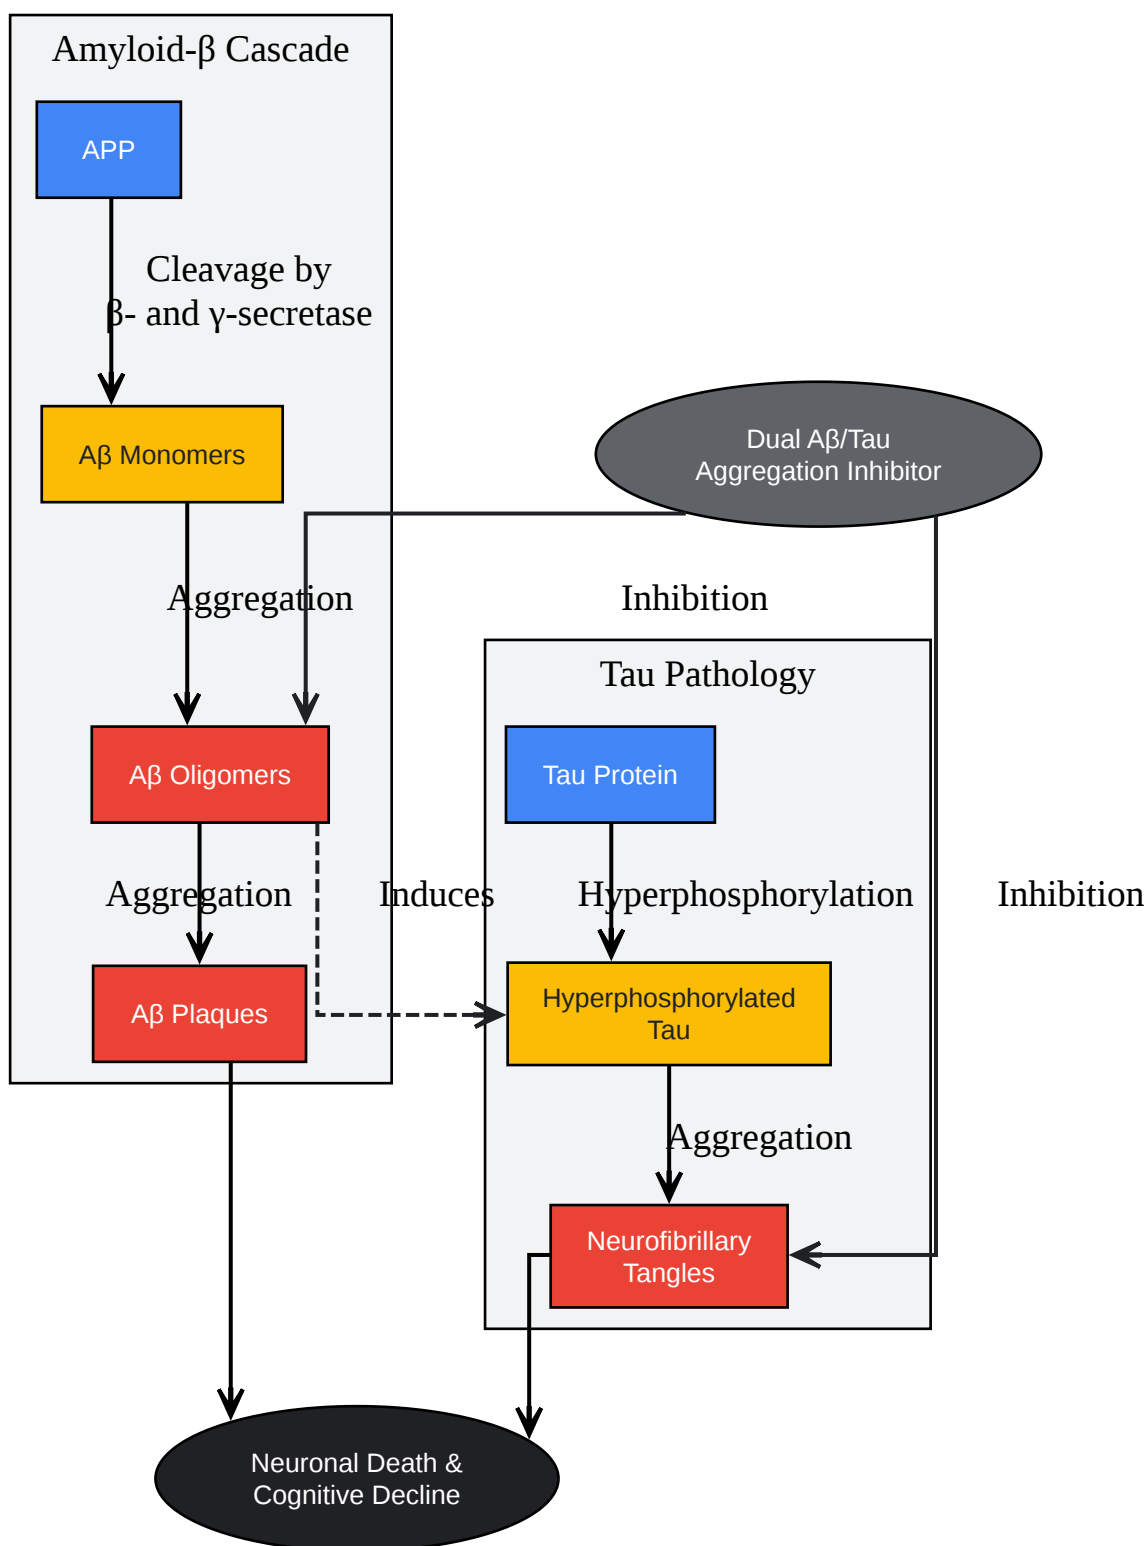 Amyloid-β Cascade
APP
Cleavage by
β- and γ-secretase
Aβ Monomers
Dual Aβ/Tau
Aggregation Inhibitor
Aggregation
Inhibition
Tau Pathology
Aβ Oligomers
Tau Protein
Aggregation
Induces
Hyperphosphorylation
Inhibition
Aβ Plaques
Hyperphosphorylated
Tau
Aggregation
Neurofibrillary
Tangles
Neuronal Death &
Cognitive Decline